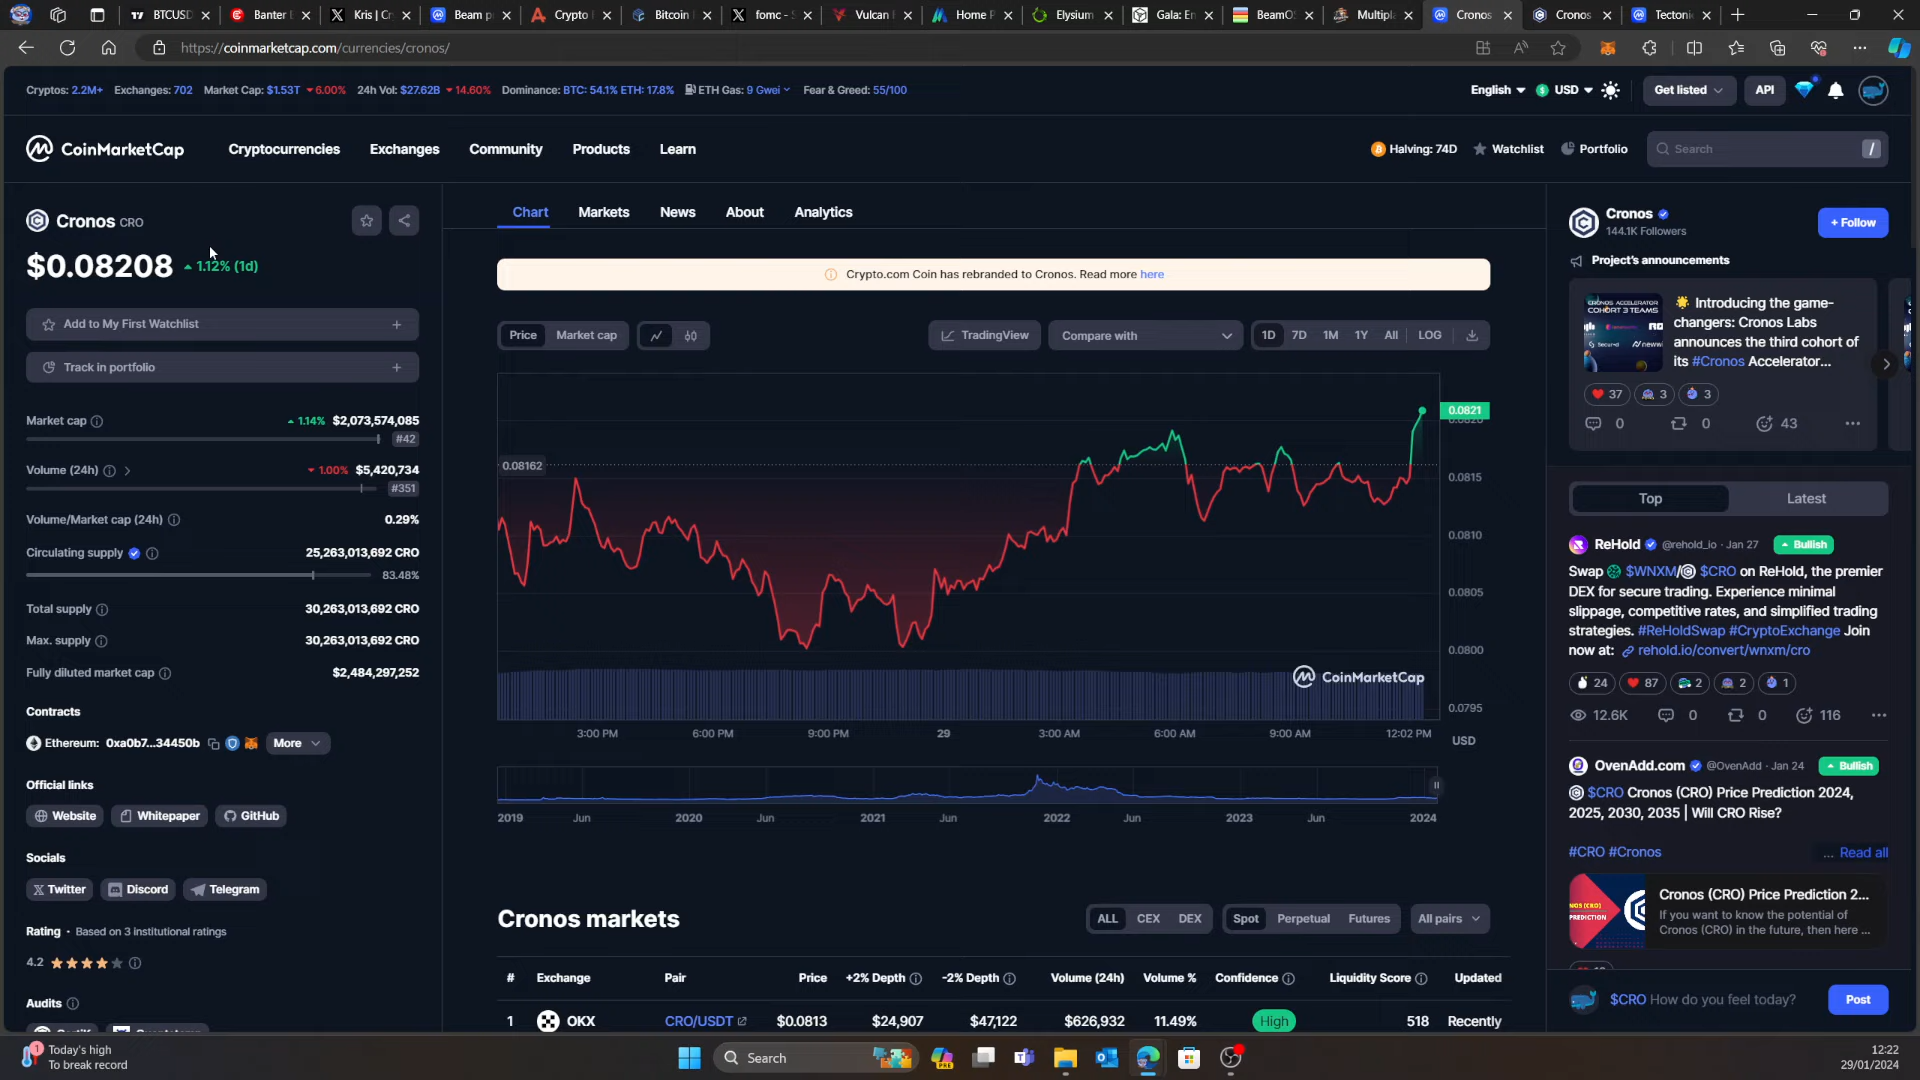 BTCUSD
Banter
Kris | C
Beam p
Crypto
Bitcoin
fomc - S
Vulcan
Home P
Elysium
Gala: En
BeamO
Multipl
Cronos
Cronos
Tectoni
https://coinmarketcap.com/currencies/cronos/
Cryptos: 2.2M+ Exchanges: 702 Market Cap: $1.53T 6.00% 24h Vol: $27.62B 14.60% Dominance: BTC: 54.1% ETH: 17.8% ETH Gas: 9 Gwei Fear & Greed: 55/100
English USD Get listed API
CoinMarketCap
Cryptocurrencies Exchanges Community Products Learn
Halving: 74D Watchlist Portfolio Search /
Cronos CRO
$0.08208 1.12% (1d)
Add to My First Watchlist +
Track in portfolio +
Market cap 1.14% $2,073,574,085
#42
Volume (24h) 1.00% $5,420,734
#351
Volume/Market cap (24h) 0.29%
Circulating supply 25,263,013,692 CRO
83.48%
Total supply 30,263,013,692 CRO
Max. supply 30,263,013,692 CRO
Fully diluted market cap $2,484,297,252
Contracts
Ethereum: 0xa0b7...34450b More
Official links
Website Whitepaper GitHub
Socials
Twitter Discord Telegram
Rating • Based on 3 institutional ratings
4.2
Audits
Chart Markets News About Analytics
Crypto.com Coin has rebranded to Cronos. Read more here
Price Market cap
TradingView Compare with 1D 7D 1M 1Y All LOG
0.0821
0.0820
0.08162
0.0815
0.0810
0.0805
0.0800
0.0795
CoinMarketCap
3:00 PM 6:00 PM 9:00 PM 29 3:00 AM 6:00 AM 9:00 AM 12:02 PM USD
2019 Jun 2020 Jun 2021 Jun 2022 Jun 2023 Jun 2024
Cronos markets
ALL CEX DEX Spot Perpetual Futures All pairs
# Exchange Pair Price +2% Depth -2% Depth Volume (24h) Volume % Confidence Liquidity Score Updated
1 OKX CRO/USDT $0.0813 $24,907 $47,122 $626,932 11.49% High 518 Recently
Cronos
144.1K Followers
+ Follow
Project's announcements
CRONOS ACCELERATOR
COHORT 3 TEAMS
Introducing the game-
changers: Cronos Labs
announces the third cohort of
its #Cronos Accelerator...
37 3 3
0 0 43
Top Latest
ReHold @rehold_io · Jan 27 Bullish
Swap $WNXM/ $CRO on ReHold, the premier
DEX for secure trading. Experience minimal
slippage, competitive rates, and simplified trading
strategies. #ReHoldSwap #CryptoExchange Join
now at: rehold.io/convert/wnxm/cro
24 87 2 2 1
12.6K 0 0 116
OvenAdd.com @OvenAdd · Jan 24 Bullish
$CRO Cronos (CRO) Price Prediction 2024,
2025, 2030, 2035 | Will CRO Rise?
#CRO #Cronos
... Read all
Cronos (CRO) Price Prediction 2...
If you want to know the potential of
Cronos (CRO) in the future, then here ...
$CRO How do you feel today? Post
1
Today's high
To break record
Search
PRE
12:22
29/01/2024